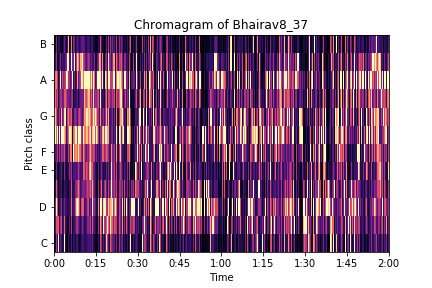 Chromagram of Bhairav8_37
B
A
G
F
E
D
C
Pitch class
0:00 0:15 0:30 0:45 1:00 1:15 1:30 1:45 2:00
Time